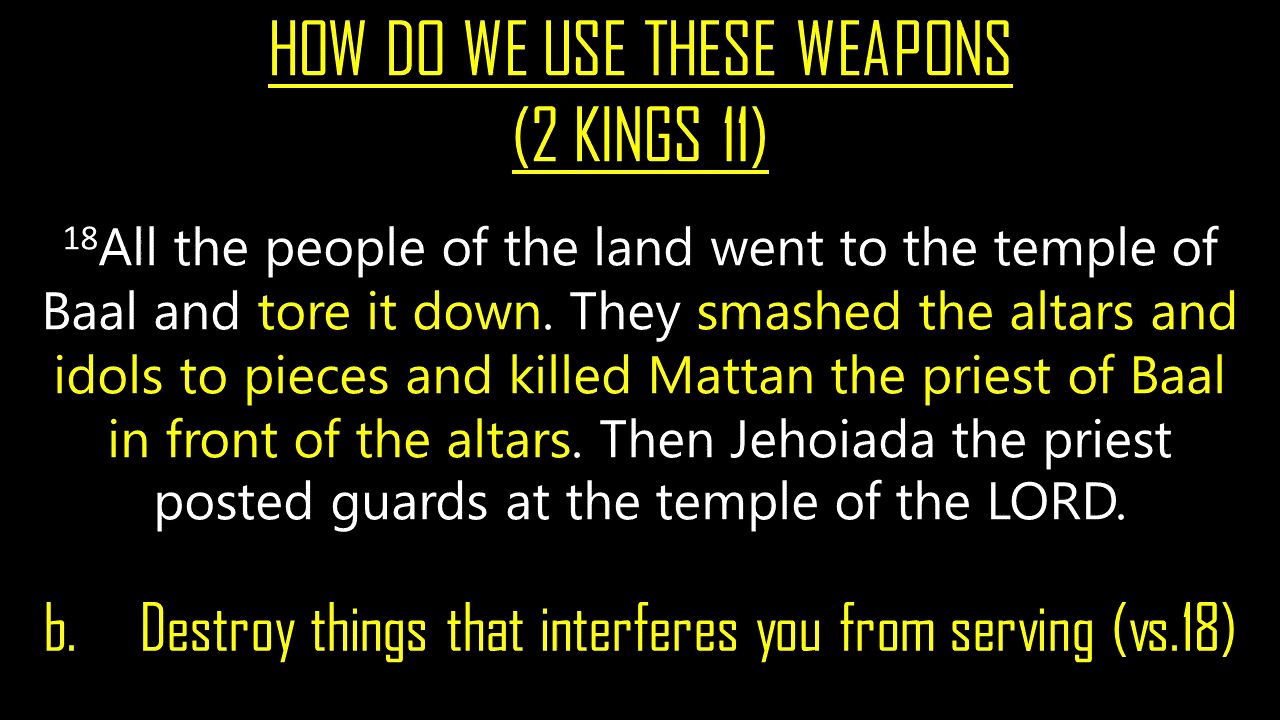 HOW DO WE USE THESE WEAPONS
(2 KINGS 11)
18All the people of the land went to the temple of
Baal and tore it down. They smashed the altars and
idols to pieces and killed Mattan the priest of Baal
in front of the altars. Then Jehoiada the priest
posted guards at the temple of the LORD.
b. Destroy things that interferes you from serving (vs.18)